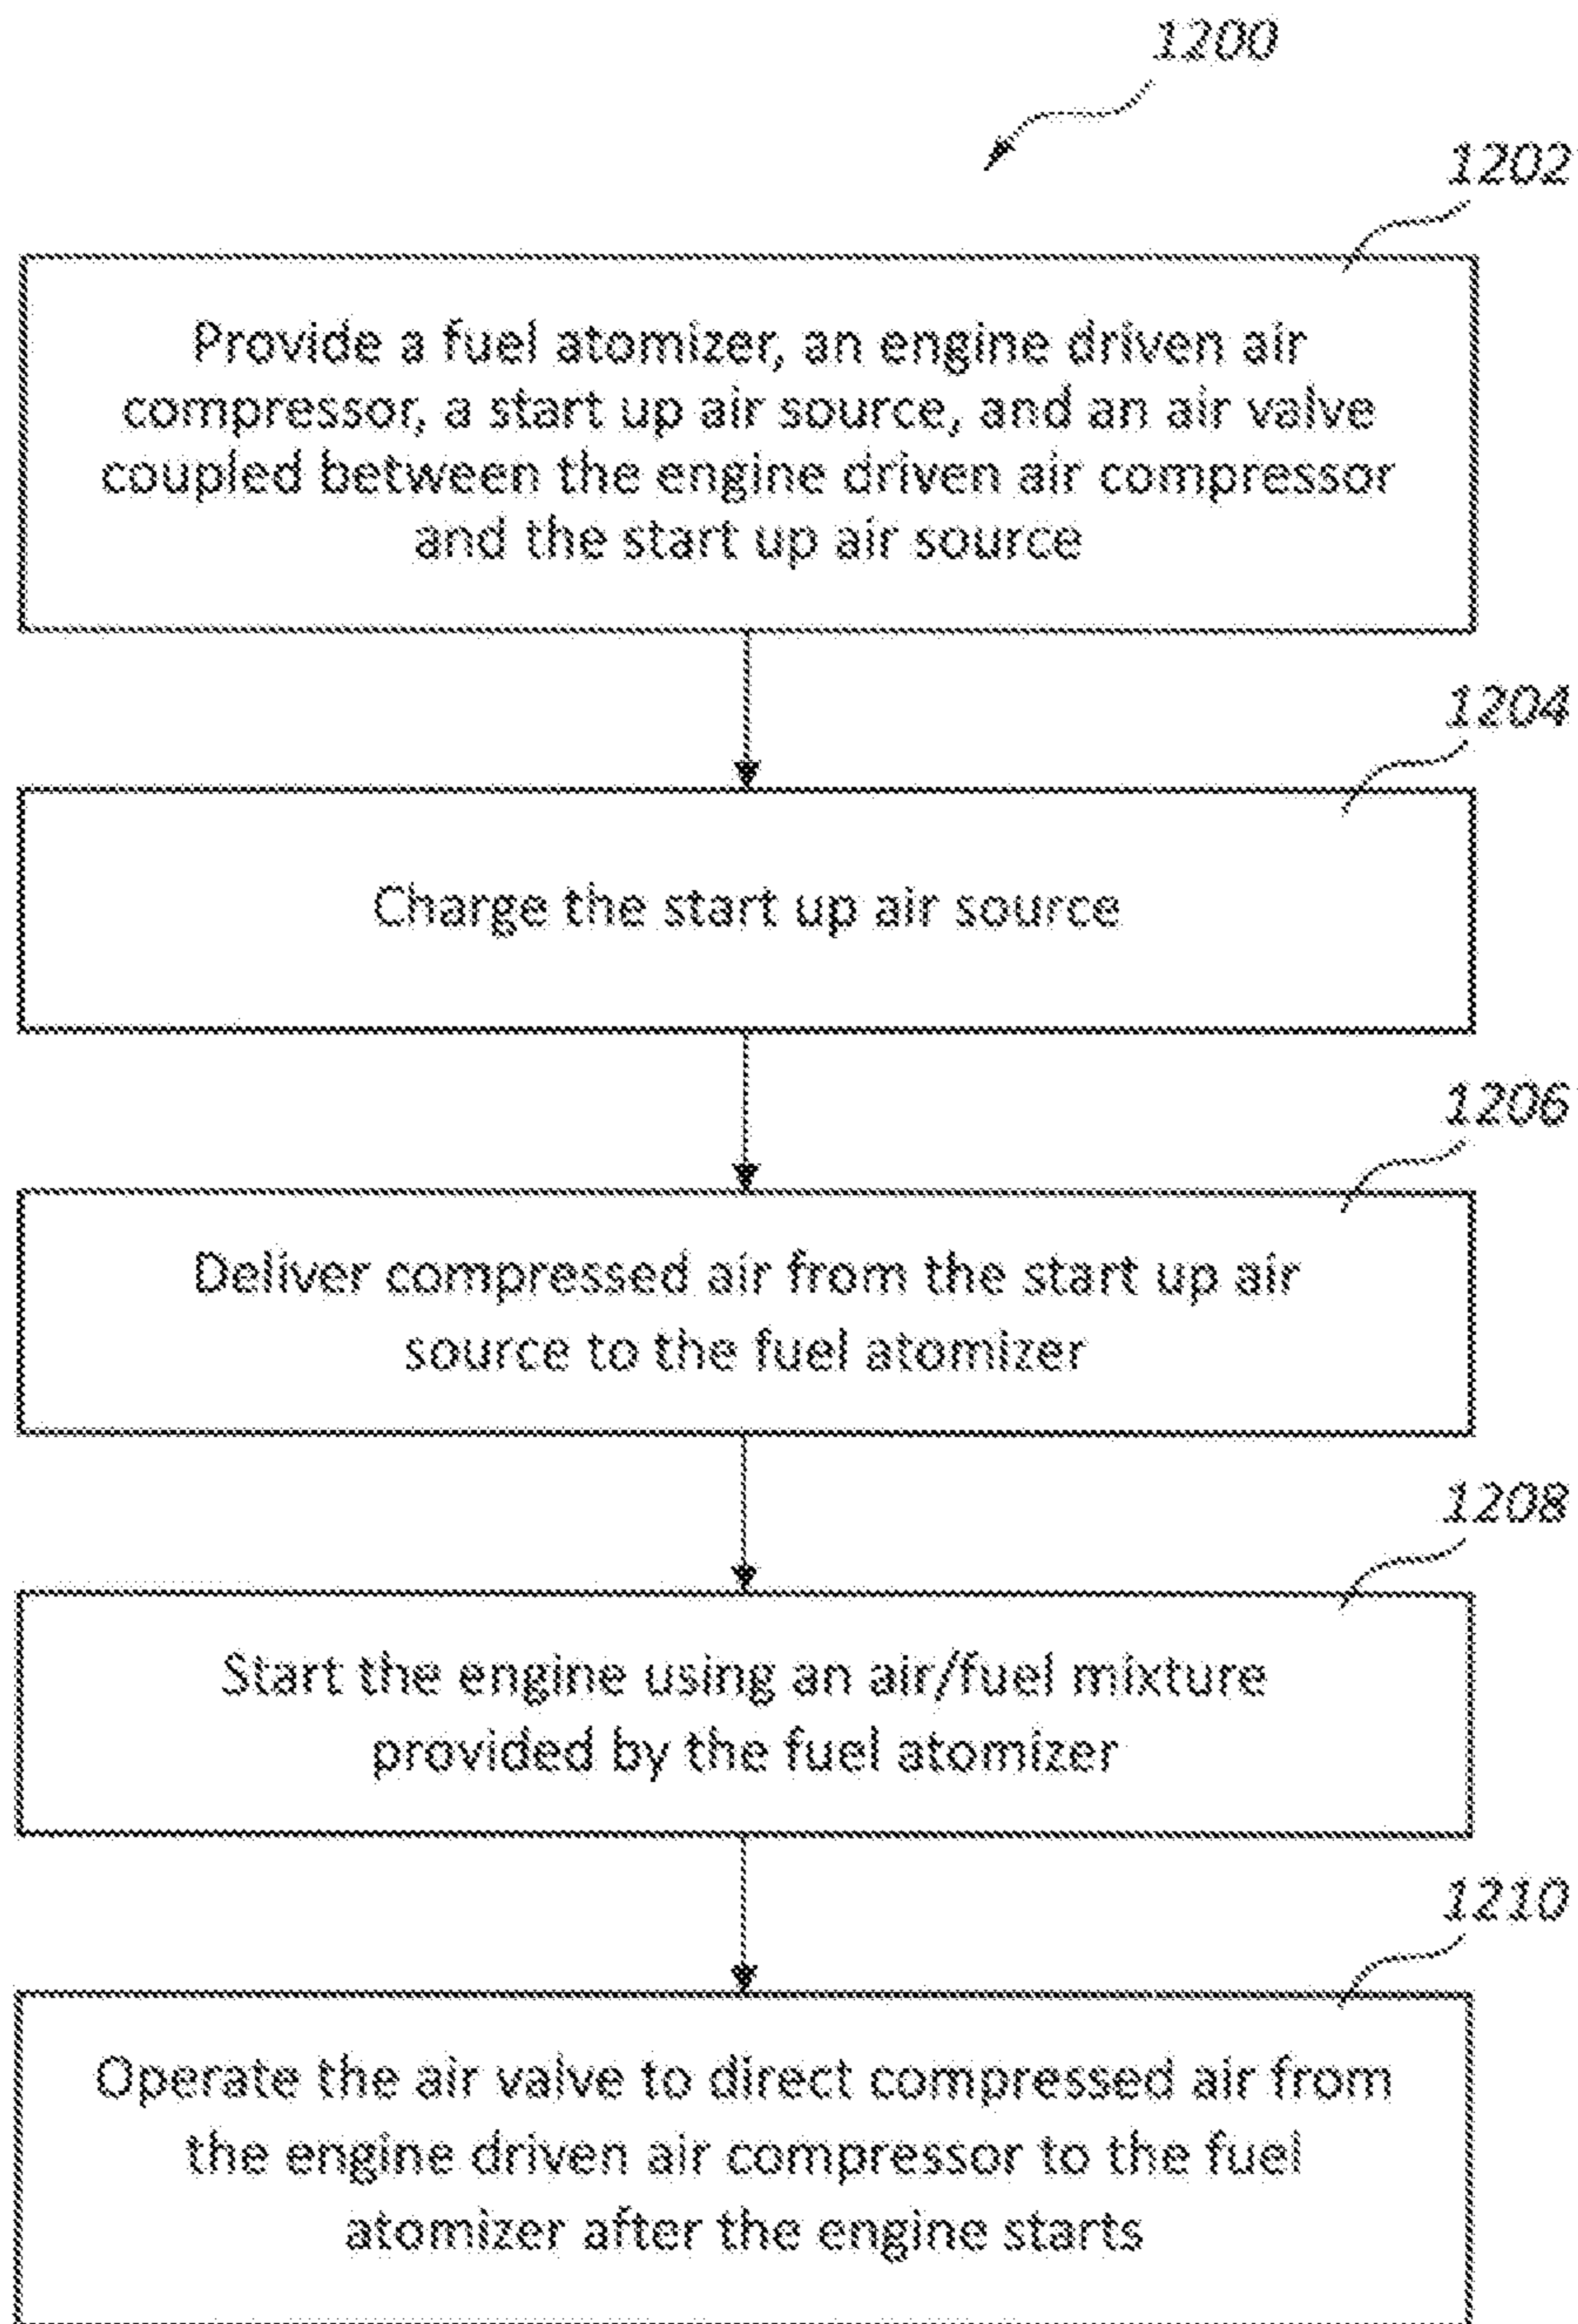 1200
1202
Provide a fuel atomizer, an engine driven air
compressor, a start up air source, and an air valve
coupled between the engine driven air compressor
and the start up air source
1204
Charge the start up air source
1206
Deliver compressed air from the start up air
source to the fuel atomizer
1208
Start the engine using an air/fuel mixture
provided by the fuel atomizer
1210
Operate the air valve to direct compressed air from
the engine driven air compressor to the fuel
atomizer after the engine starts